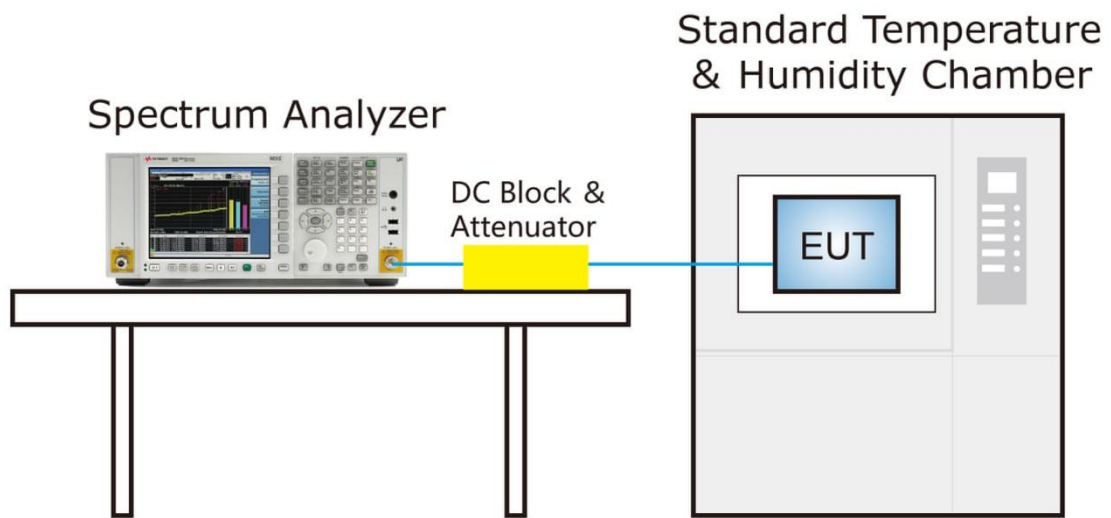 Standard Temperature
& Humidity Chamber
Spectrum Analyzer
DC Block &
Attenuator
EUT